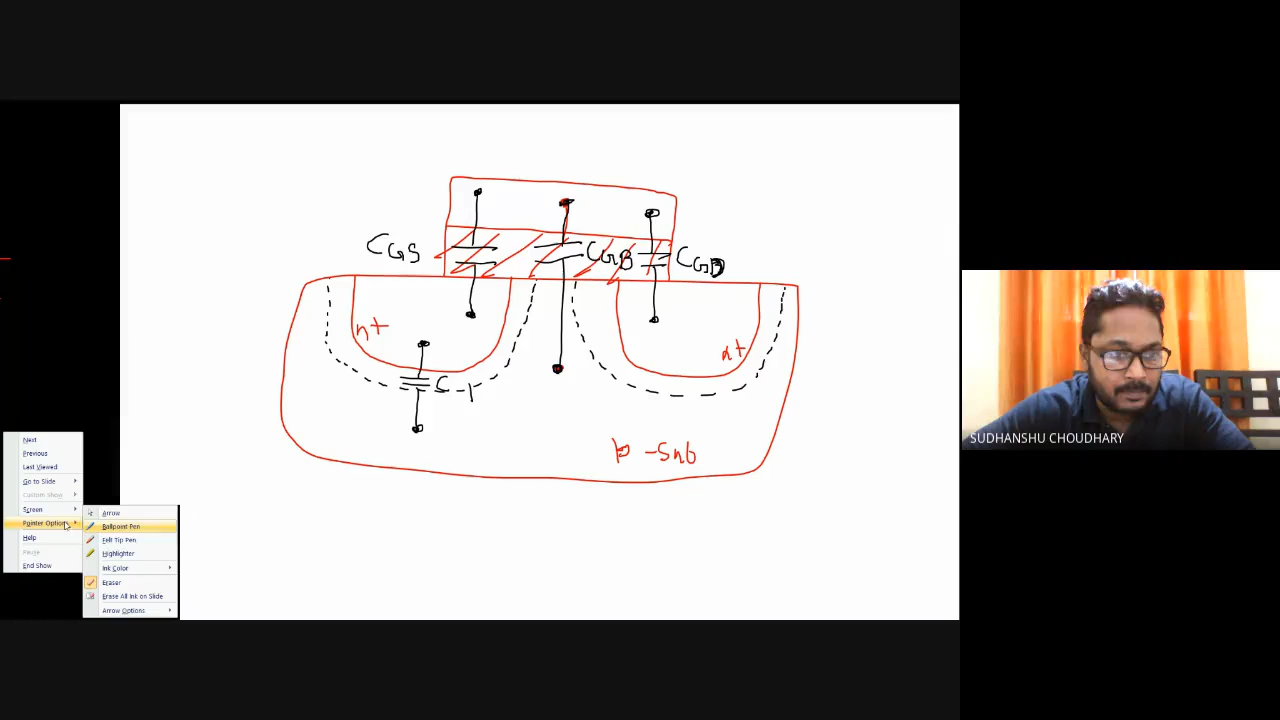 CGS
CGB
CGD
n+
n+
C
p-Sub
SUDHANSHU CHOUDHARY
Next
Previous
Last Viewed
Go to Slide
Custom Show
Screen
Pointer Options
Help
Pause
End Show
Arrow
Ballpoint Pen
Felt Tip Pen
Highlighter
Ink Color
Eraser
Erase All Ink on Slide
Arrow Options